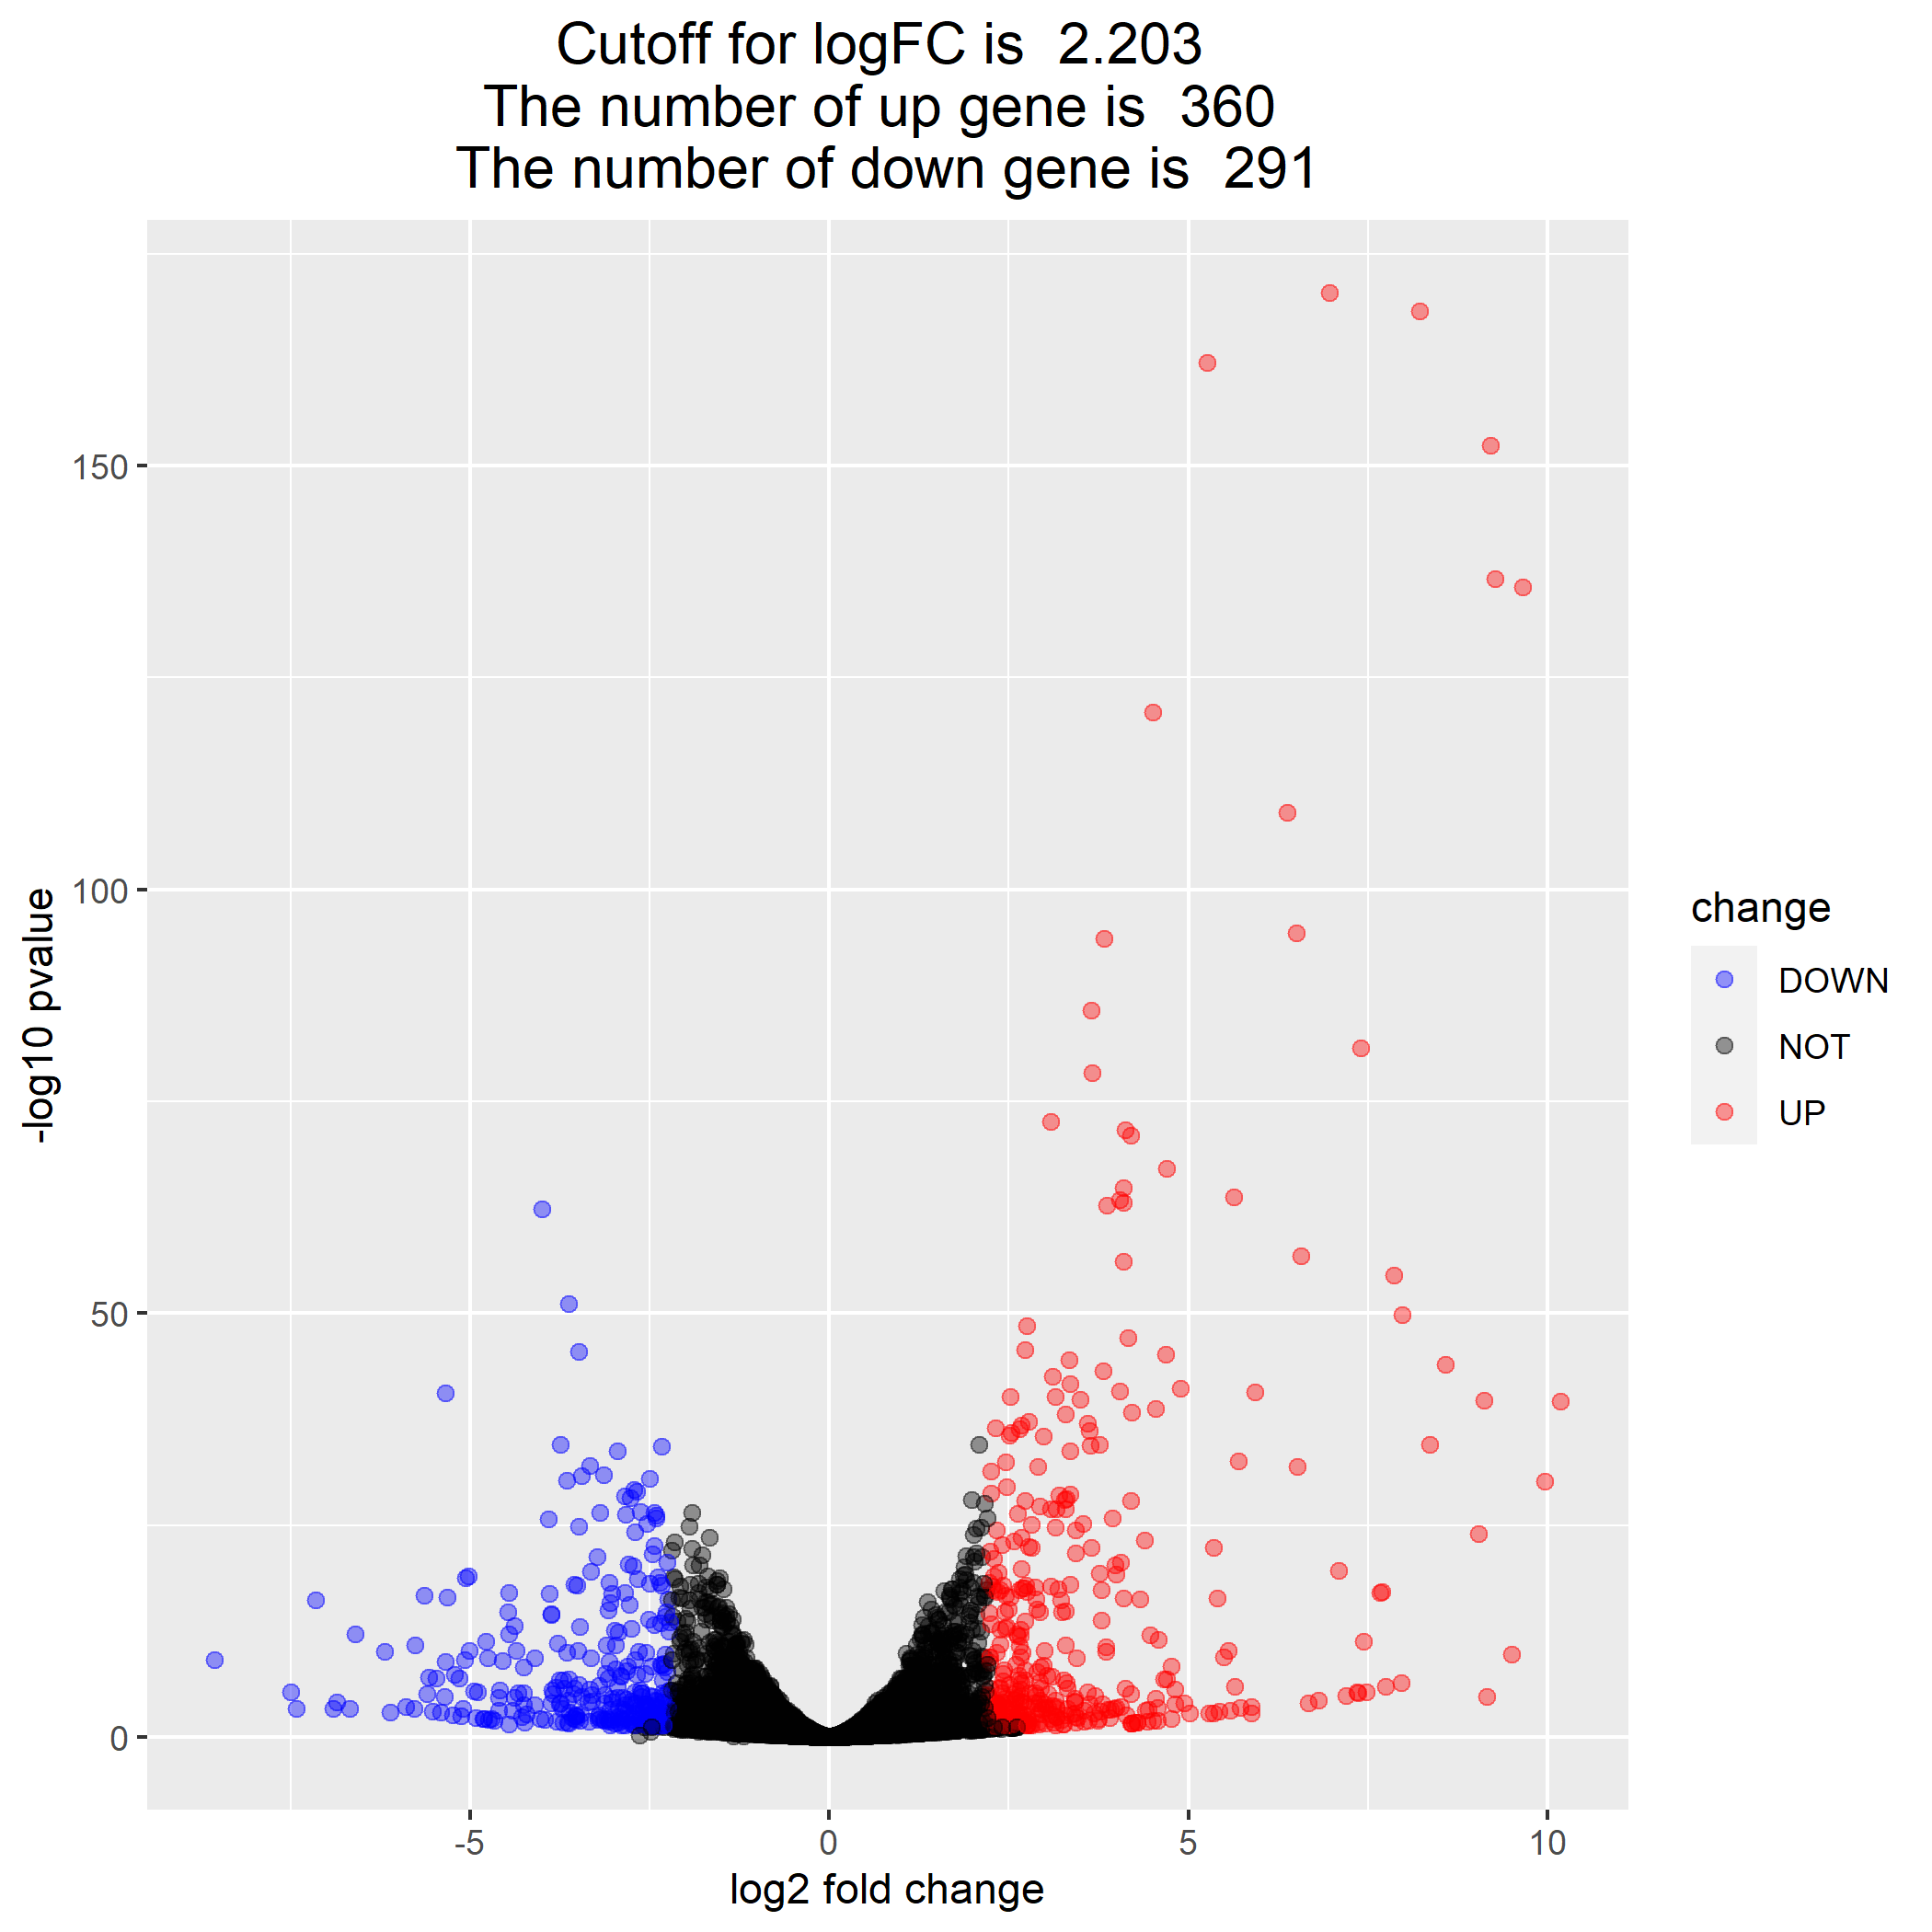 Cutoff for logFC is  2.203
The number of up gene is  360
The number of down gene is  291
150
100
50
0
-log10 pvalue
-5
0
5
10
log2 fold change
change
DOWN
NOT
UP